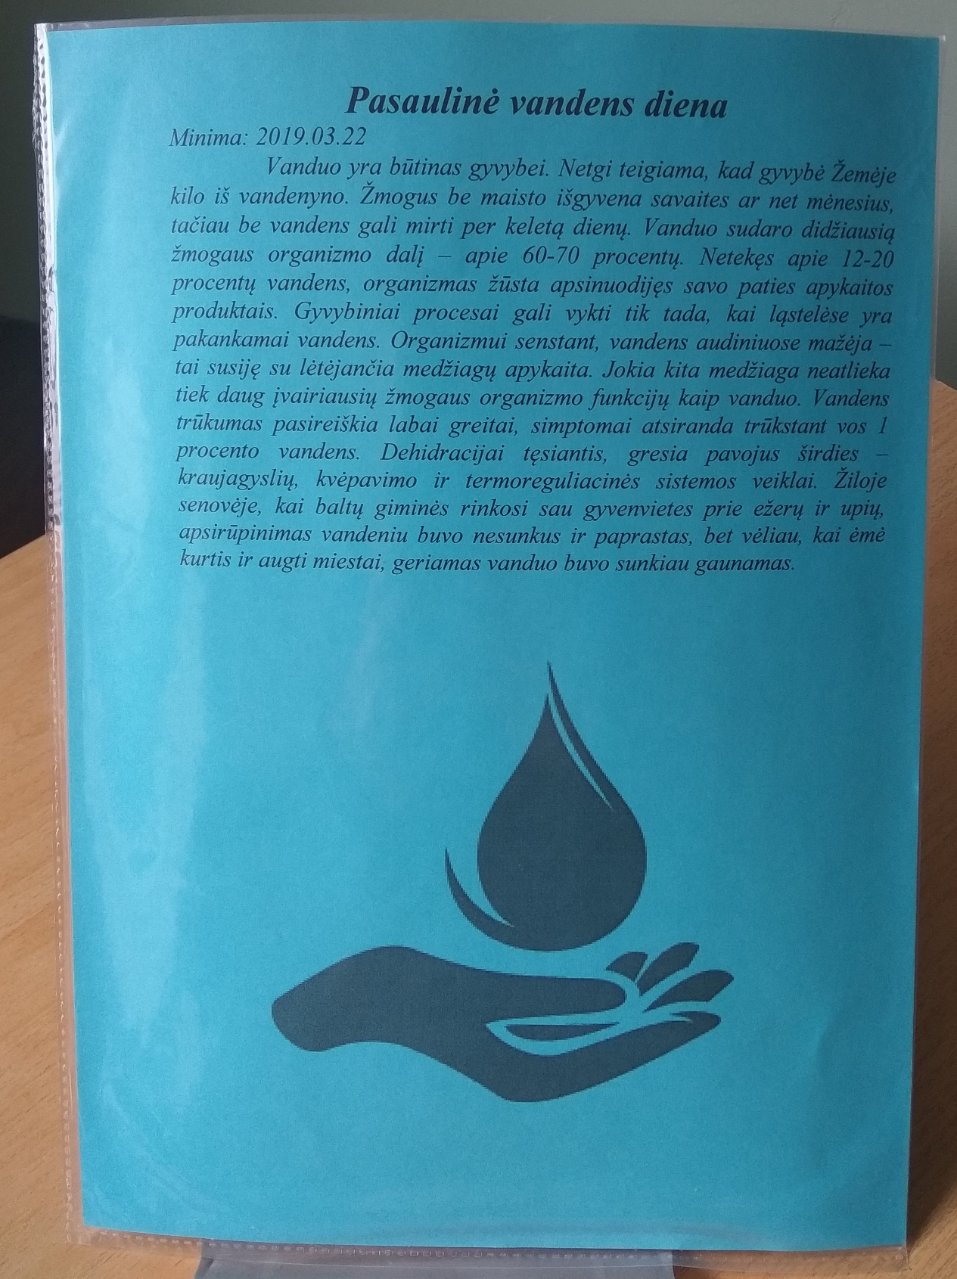 Pasaulinė vandens diena
Minima: 2019.03.22
Vanduo yra būtinas gyvybei. Netgi teigiama, kad gyvybė Žemėje
kilo iš vandenyno. Žmogus be maisto išgyvena savaites ar net mėnesius,
tačiau be vandens gali mirti per keletą dienų. Vanduo sudaro didžiausią
žmogaus organizmo dalį – apie 60-70 procentų. Netekęs apie 12-20
procentų vandens, organizmas žūsta apsinuodijęs savo paties apykaitos
produktais. Gyvybiniai procesai gali vykti tik tada, kai ląstelėse yra
pakankamai vandens. Organizmui senstant, vandens audiniuose mažėja –
tai susiję su lėtėjančia medžiagų apykaita. Jokia kita medžiaga neatlieka
tiek daug įvairiausių žmogaus organizmo funkcijų kaip vanduo. Vandens
trūkumas pasireiškia labai greitai, simptomai atsiranda trūkstant vos 1
procento vandens. Dehidracijai tęsiantis, gresia pavojus širdies –
kraujagyslių, kvėpavimo ir termoreguliacinės sistemos veiklai. Žiloje
senovėje, kai baltų giminės rinkosi sau gyvenvietes prie ežerų ir upių,
apsirūpinimas vandeniu buvo nesunkus ir paprastas, bet vėliau, kai ėmė
kurtis ir augti miestai, geriamas vanduo buvo sunkiau gaunamas.